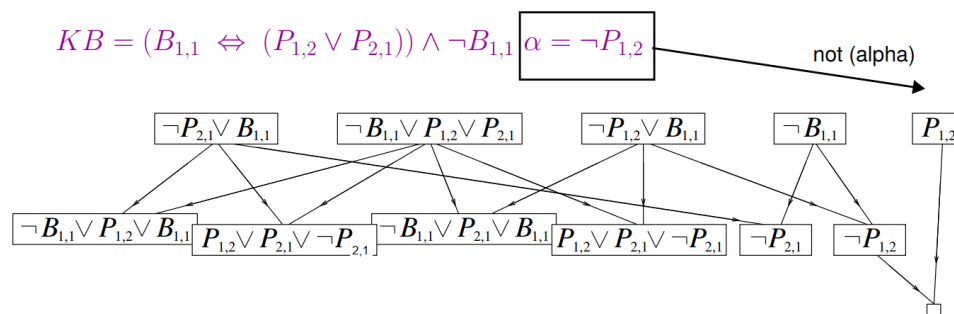 KB = (B₁,₁ ⇔ (P₁,₂ ∨ P₂,₁)) ∧ ¬B₁,₁ α = ¬P₁,₂
not (alpha)
¬P₂,₁ ∨ B₁,₁
¬B₁,₁ ∨ P₁,₂ ∨ P₂,₁
¬P₁,₂ ∨ B₁,₁
¬B₁,₁
P₁,₂
¬B₁,₁ ∨ P₁,₂ ∨ B₁,₁
P₁,₂ ∨ P₂,₁ ∨ ¬P₂,₁
¬B₁,₁ ∨ P₂,₁ ∨ B₁,₁
P₁,₂ ∨ P₂,₁ ∨ ¬P₂,₁
¬P₂,₁
¬P₁,₂